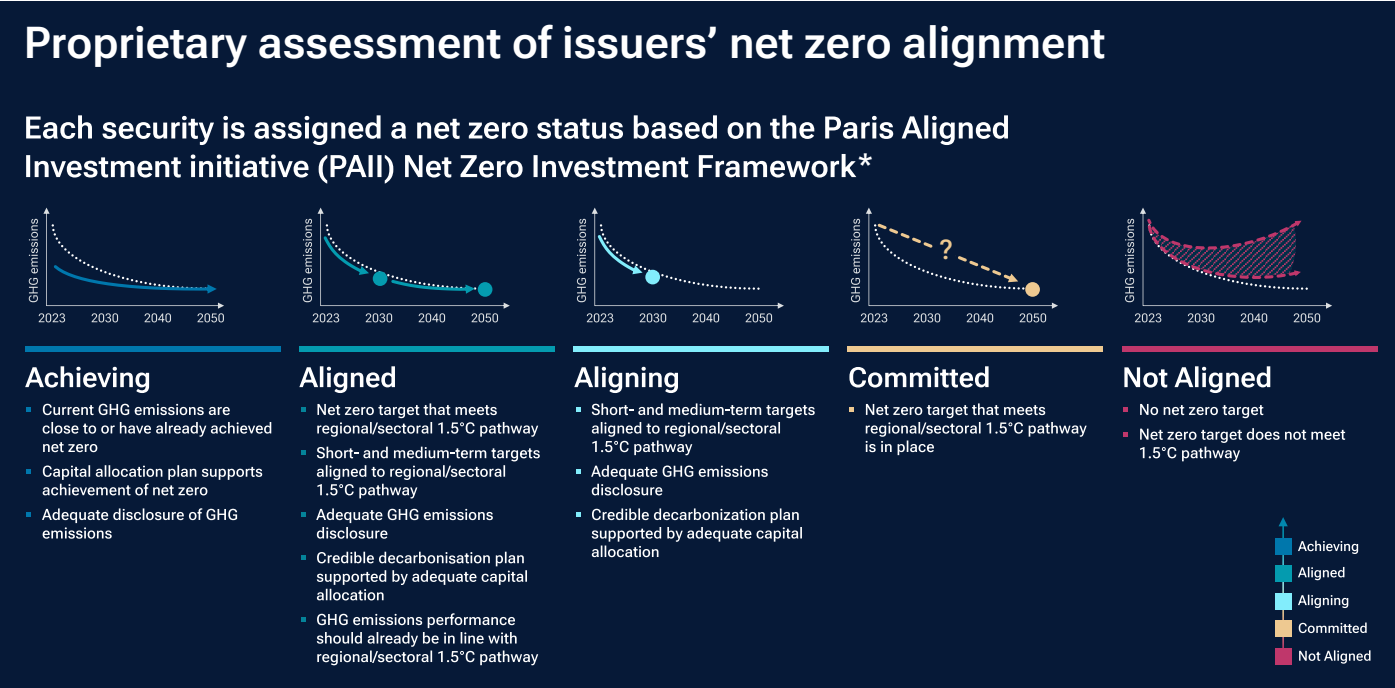 Proprietary assessment of issuers’ net zero alignment
Each security is assigned a net zero status based on the Paris Aligned
Investment initiative (PAII) Net Zero Investment Framework*
GHG emissions
2023 2030 2040 2050
GHG emissions
2023 2030 2040 2050
GHG emissions
2023 2030 2040 2050
GHG emissions
?
2023 2030 2040 2050
GHG emissions
2023 2030 2040 2050
Achieving
Current GHG emissions are
close to or have already achieved
net zero
Capital allocation plan supports
achievement of net zero
Adequate disclosure of GHG
emissions
Aligned
Net zero target that meets
regional/sectoral 1.5°C pathway
Short- and medium-term targets
aligned to regional/sectoral
1.5°C pathway
Adequate GHG emissions
disclosure
Credible decarbonisation plan
supported by adequate capital
allocation
GHG emissions performance
should already be in line with
regional/sectoral 1.5°C pathway
Aligning
Short- and medium-term targets
aligned to regional/sectoral
1.5°C pathway
Adequate GHG emissions
disclosure
Credible decarbonization plan
supported by adequate capital
allocation
Committed
Net zero target that meets
regional/sectoral 1.5°C pathway
is in place
Not Aligned
No net zero target
Net zero target does not meet
1.5°C pathway
Achieving
Aligned
Aligning
Committed
Not Aligned